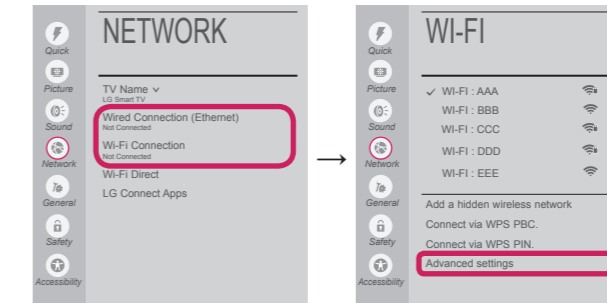 Quick
Picture
Sound
Network
General
Safety
Accessibility
NETWORK
TV Name
LG Smart TV
Wired Connection (Ethernet)
Not Connected
Wi-Fi Connection
Not Connected
Wi-Fi Direct
LG Connect Apps
→
Quick
Picture
Sound
Network
General
Safety
Accessibility
WI-FI
✓ WI-FI : AAA
WI-FI : BBB
WI-FI : CCC
WI-FI : DDD
WI-FI : EEE
Add a hidden wireless network
Connect via WPS PBC.
Connect via WPS PIN.
Advanced settings